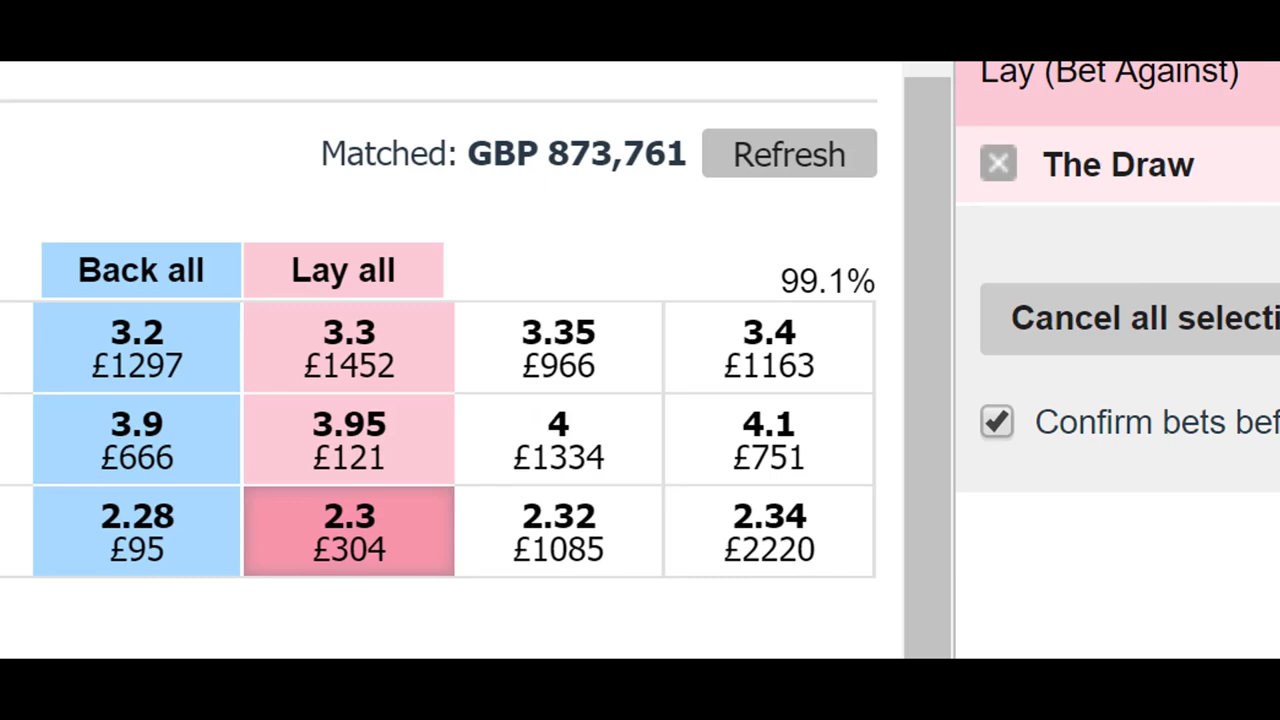 Lay (Bet Against)
Matched: GBP 873,761 Refresh
The Draw
Back all Lay all 99.1%
3.2 3.3 3.35 3.4
£1297 £1452 £966 £1163
Cancel all selecti
3.9 3.95 4 4.1
£666 £121 £1334 £751
Confirm bets bef
2.28 2.3 2.32 2.34
£95 £304 £1085 £2220